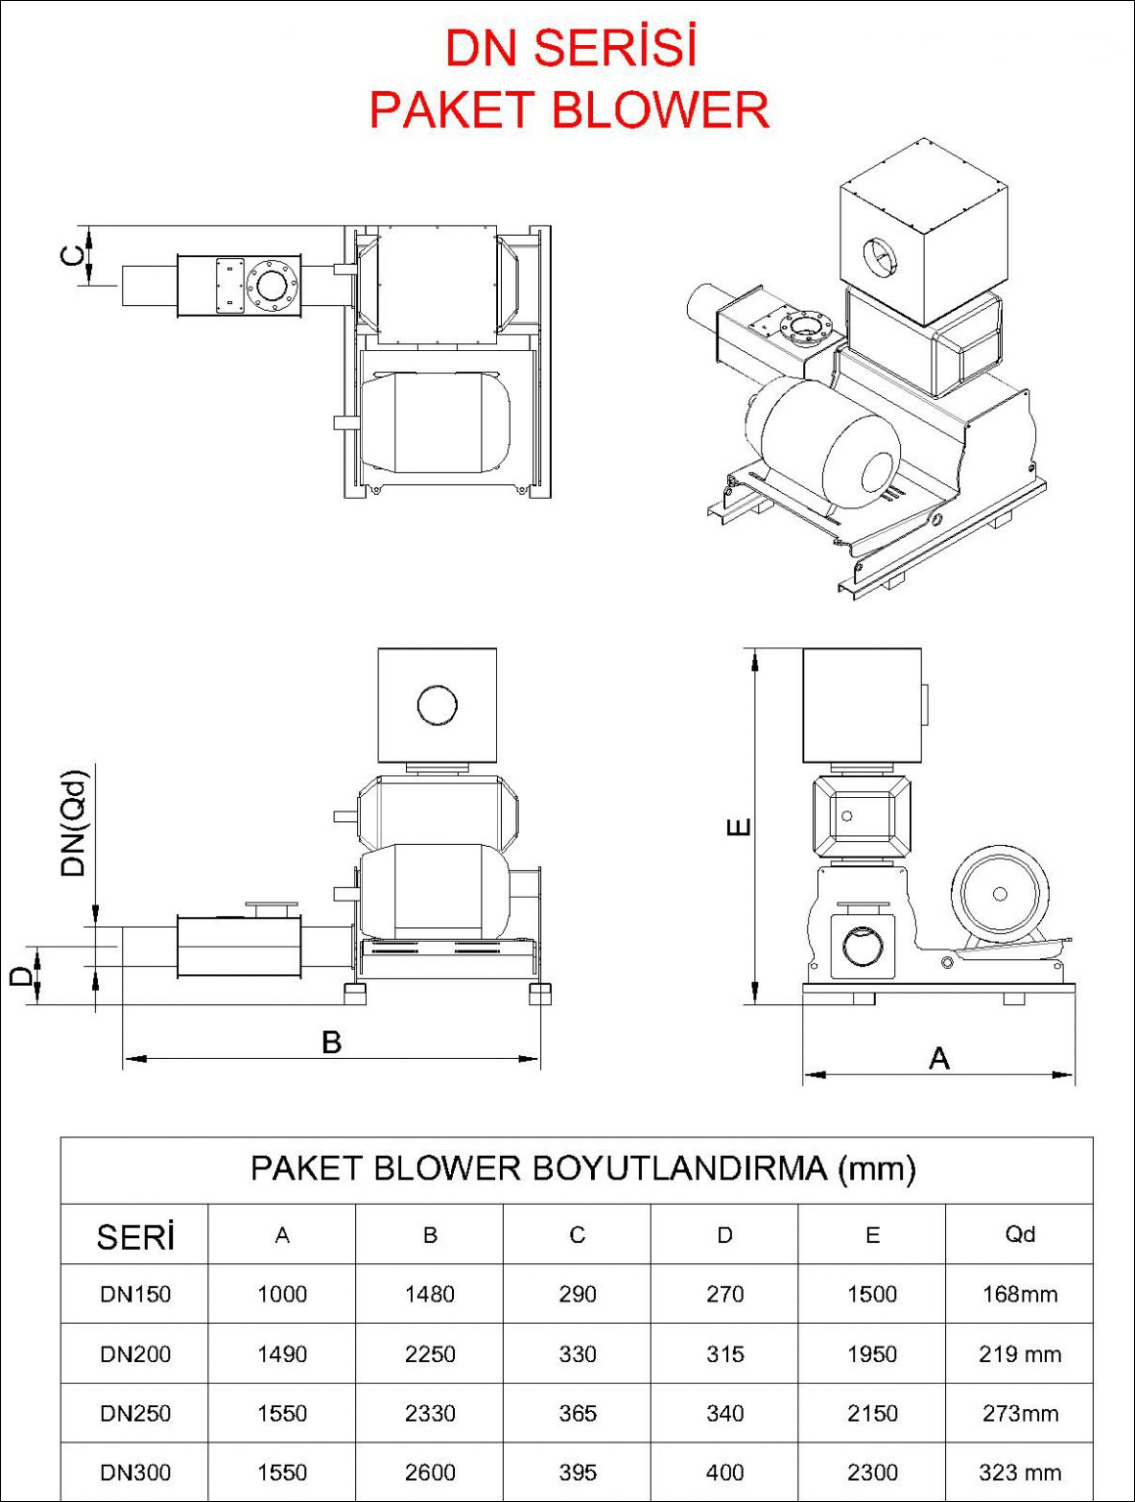 DN SERİSİ
PAKET BLOWER
C
DN(Qd)
D
B
E
A
PAKET BLOWER BOYUTLANDIRMA (mm)
SERİ A B C D E Qd
DN150 1000 1480 290 270 1500 168mm
DN200 1490 2250 330 315 1950 219 mm
DN250 1550 2330 365 340 2150 273mm
DN300 1550 2600 395 400 2300 323 mm